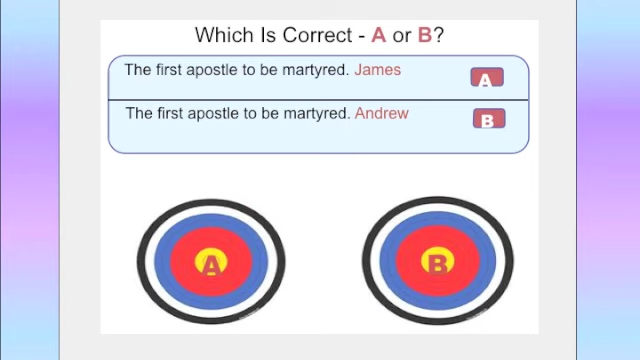 Which Is Correct - A or B?
The first apostle to be martyred. James
A
The first apostle to be martyred. Andrew
B
A
B